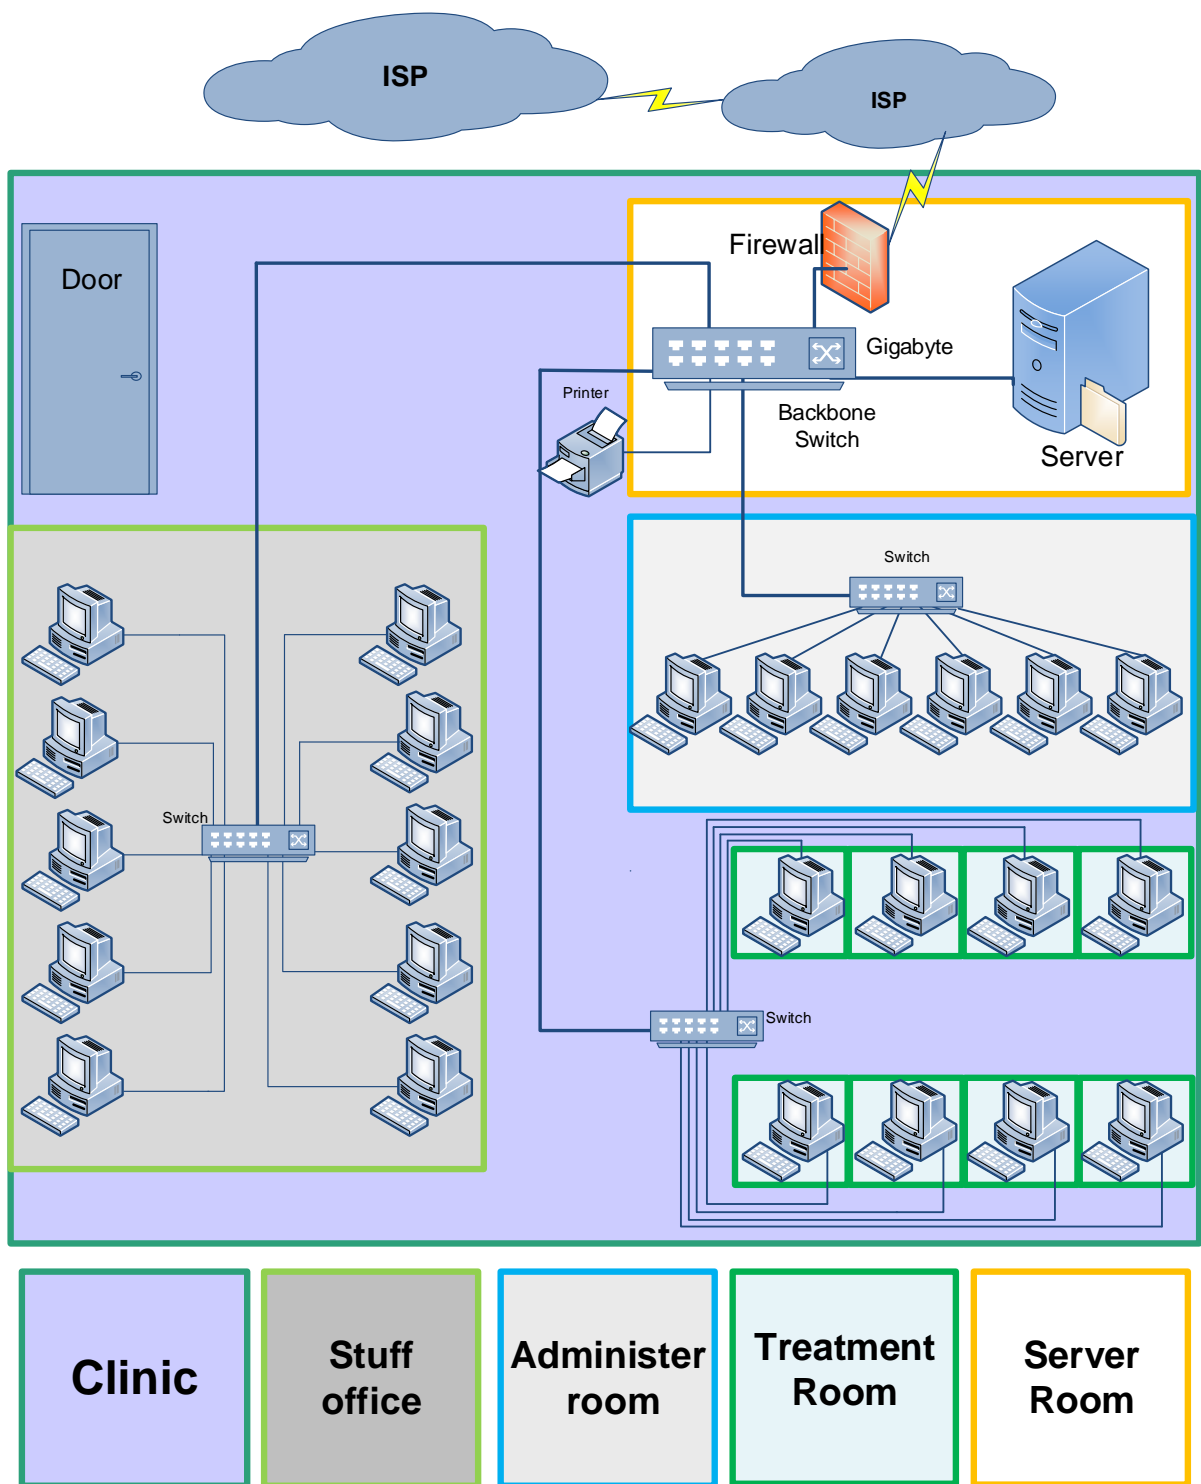 ISP
ISP
Door
Firewall
Gigabyte
Printer
Backbone
Switch
Server
Switch
Switch
Switch
Clinic
Stuff
office
Administer
room
Treatment
Room
Server
Room